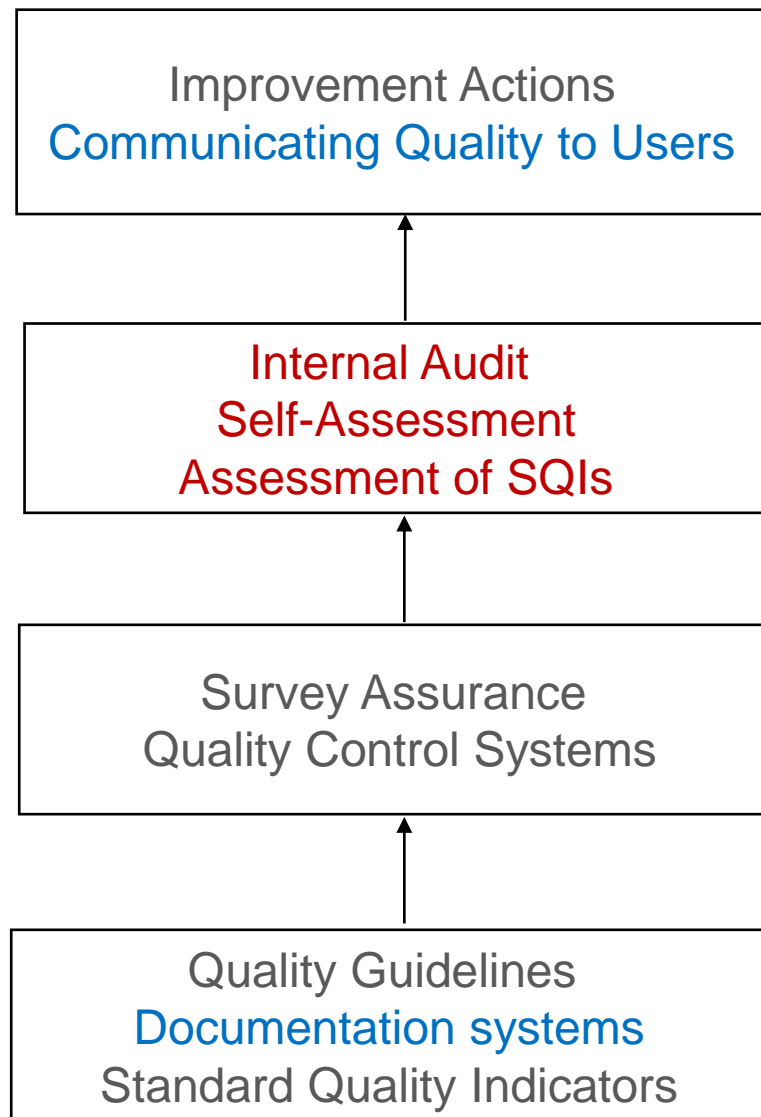 Improvement Actions
Communicating Quality to Users
Internal Audit
Self-Assessment
Assessment of SQIs
Survey Assurance
Quality Control Systems
Quality Guidelines
Documentation systems
Standard Quality Indicators